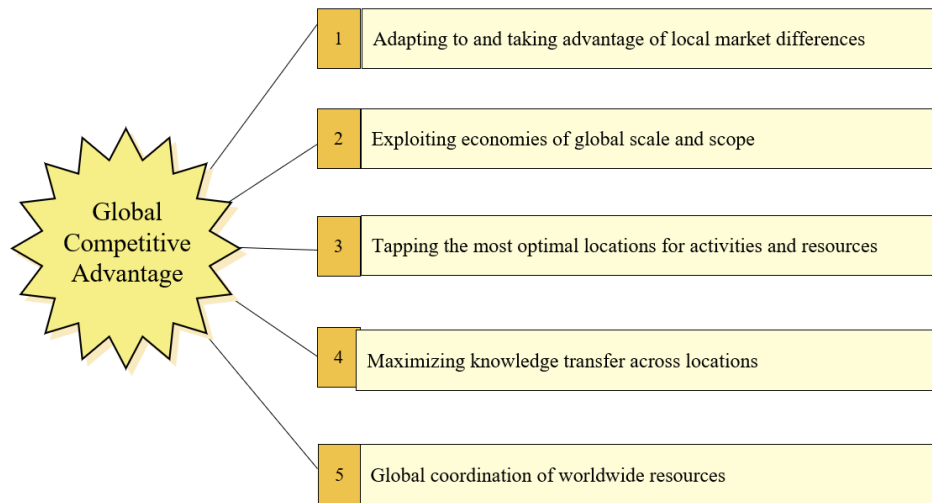 Global
Competitive
Advantage
1 Adapting to and taking advantage of local market differences
2 Exploiting economies of global scale and scope
3 Tapping the most optimal locations for activities and resources
4 Maximizing knowledge transfer across locations
5 Global coordination of worldwide resources